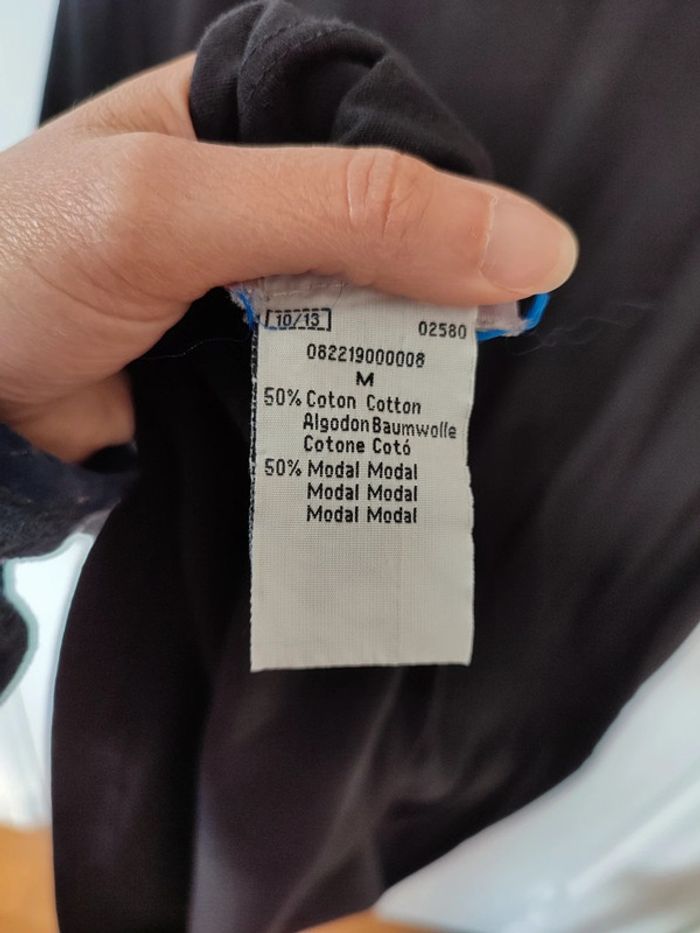 10/13 02580
082219000008
M
50% Coton Cotton
Algodon Baumwolle
Cotone Cotó
50% Modal Modal
Modal Modal
Modal Modal